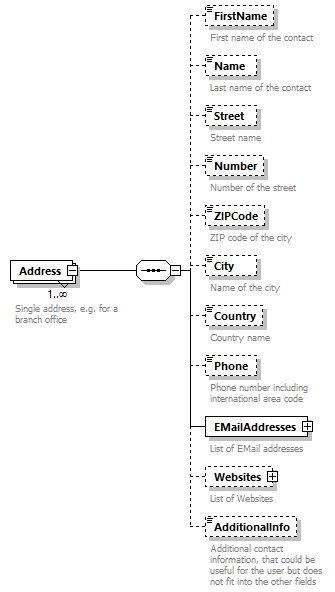 FirstName
First name of the contact
Name
Last name of the contact
Street
Street name
Number
Number of the street
ZIPCode
ZIP code of the city
Address
1..∞
Single address, e.g. for a
branch office
City
Name of the city
Country
Country name
Phone
Phone number including
international area code
EMailAddresses
List of EMail addresses
Websites
List of Websites
AdditionalInfo
Additional contact
information, that could be
useful for the user but does
not fit into the other fields